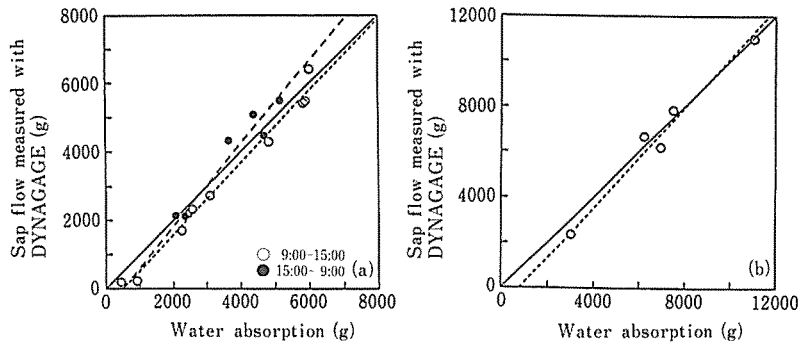 Sap flow measured with
DYNAGAGE (g)
8000
6000
4000
2000
0
0 2000 4000 6000 8000
Water absorption (g)
9:00-15:00
15:00- 9:00
(a)
Sap flow measured with
DYNAGAGE (g)
12000
8000
4000
0
0 4000 8000 12000
Water absorption (g)
(b)